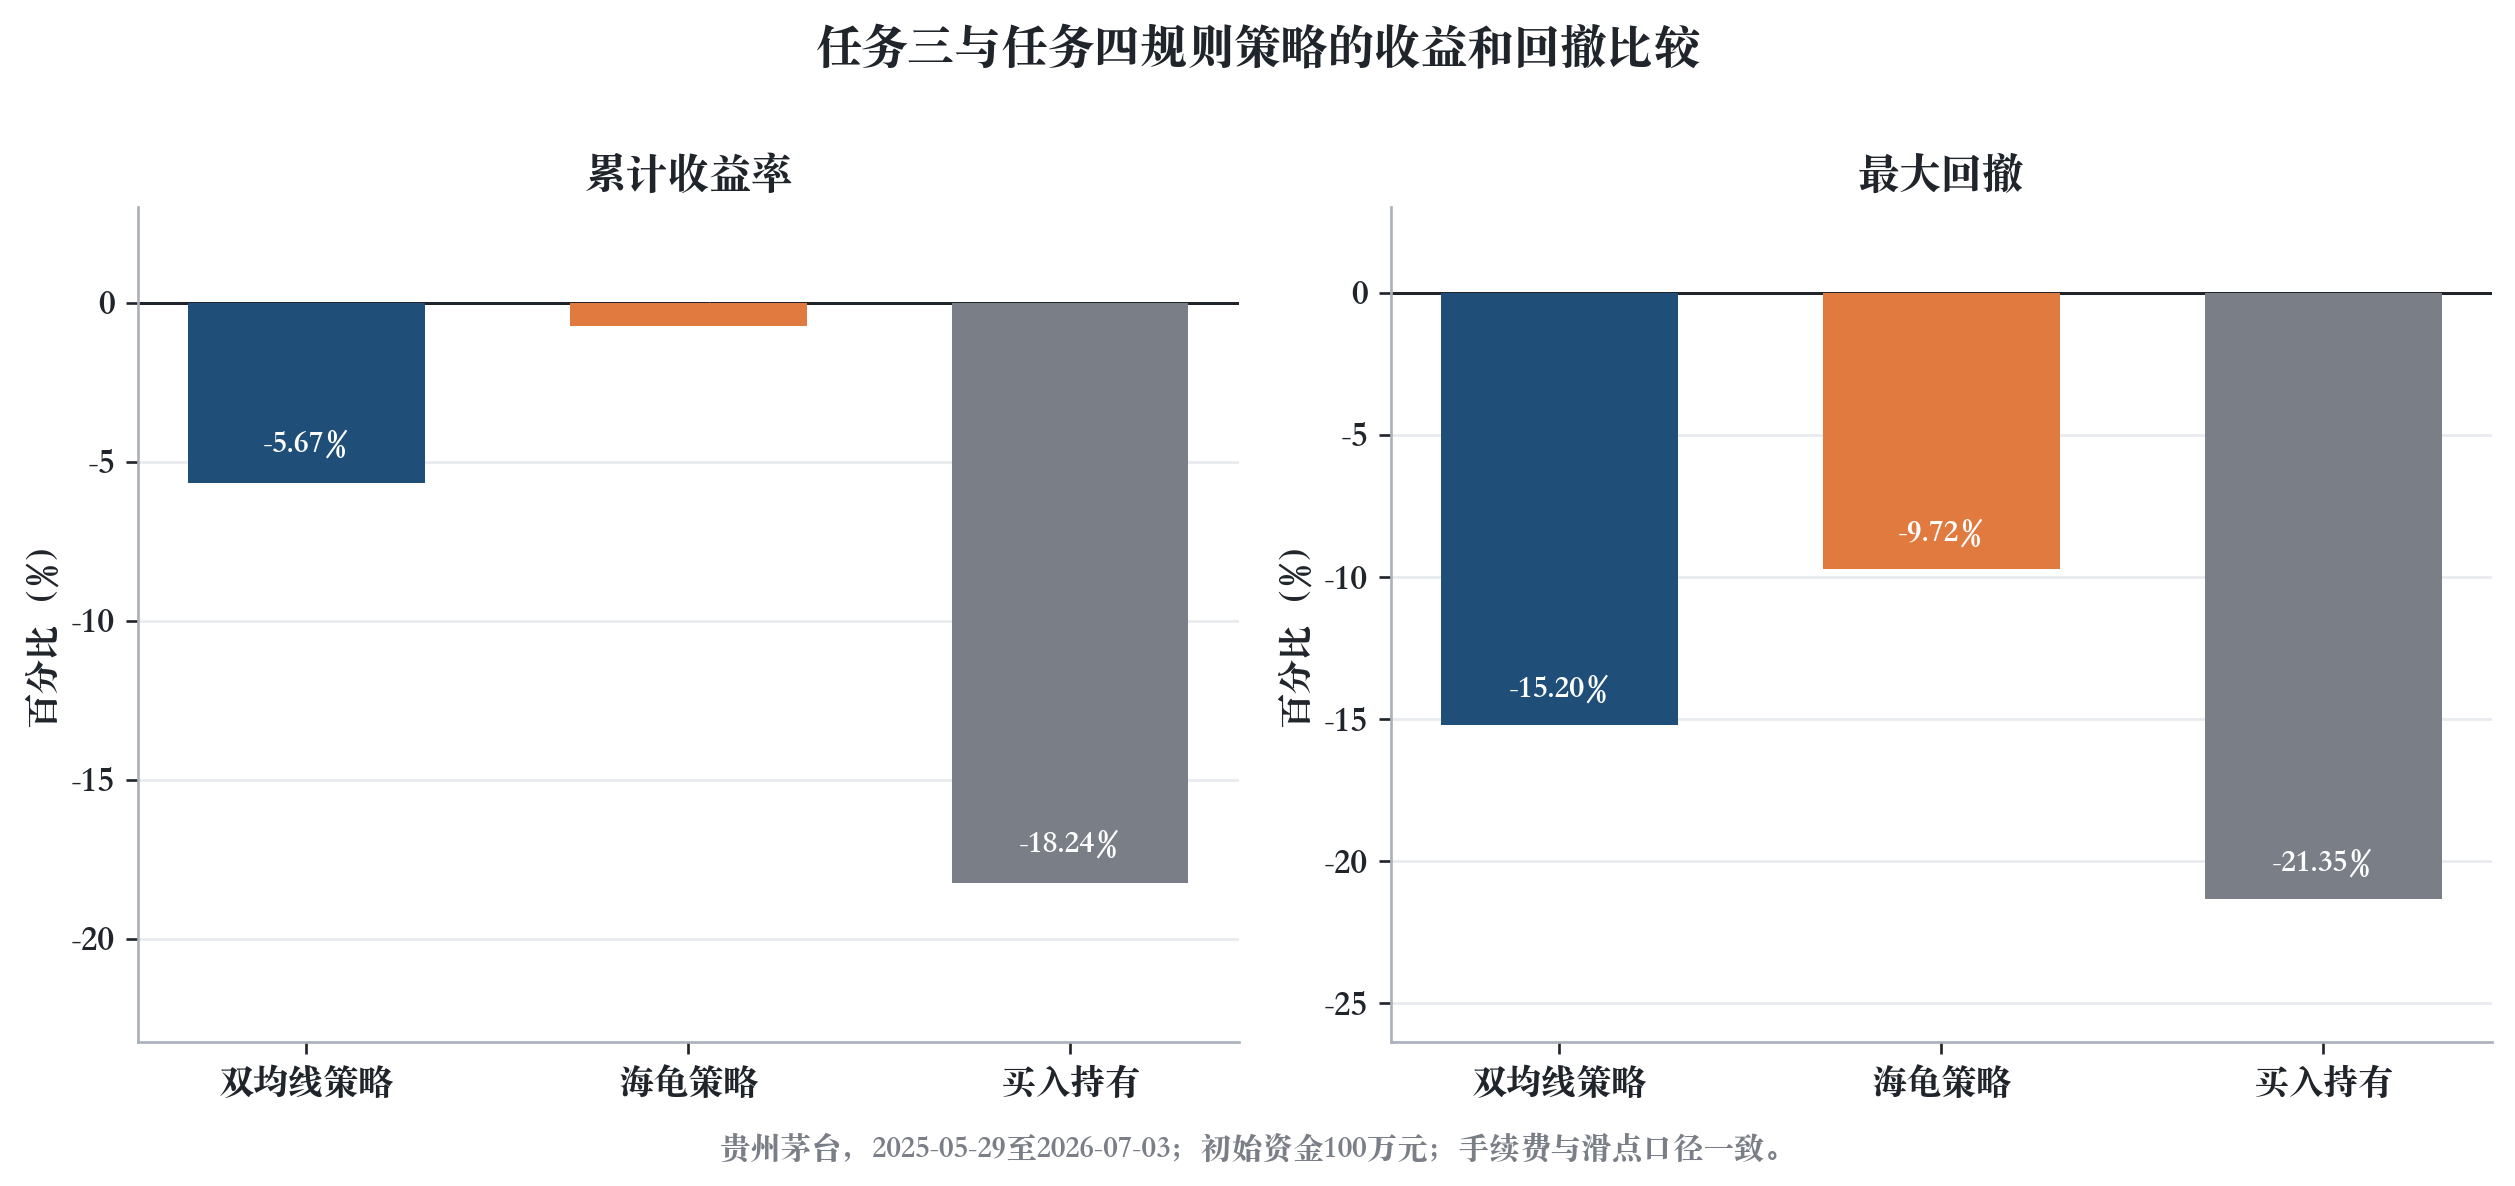 任务三与任务四规则策略的收益和回撤比较
累计收益率
百分比（%）
0
-5
-10
-15
-20
-5.67%
-18.24%
双均线策略 海龟策略 买入持有
最大回撤
百分比（%）
0
-5
-10
-15
-20
-25
-15.20%
-9.72%
-21.35%
双均线策略 海龟策略 买入持有
贵州茅台，2025-05-29至2026-07-03；初始资金100万元；手续费与滑点口径一致。